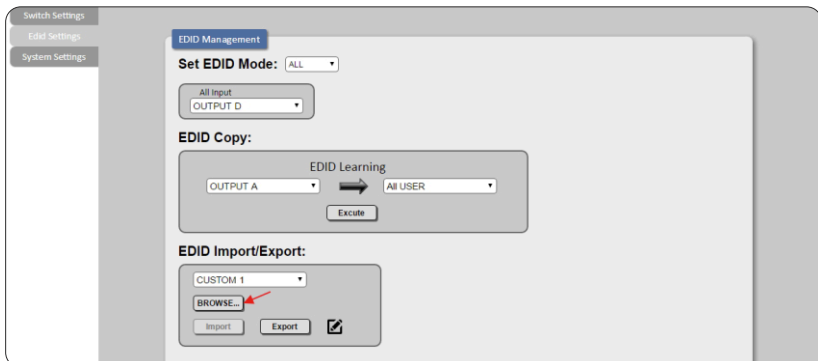 Switch Settings
Edid Settings
System Settings
EDID Management
Set EDID Mode: ALL
All Input
OUTPUT D
EDID Copy:
EDID Learning
OUTPUT A All USER
Excute
EDID Import/Export:
CUSTOM 1
BROWSE...
Import Export